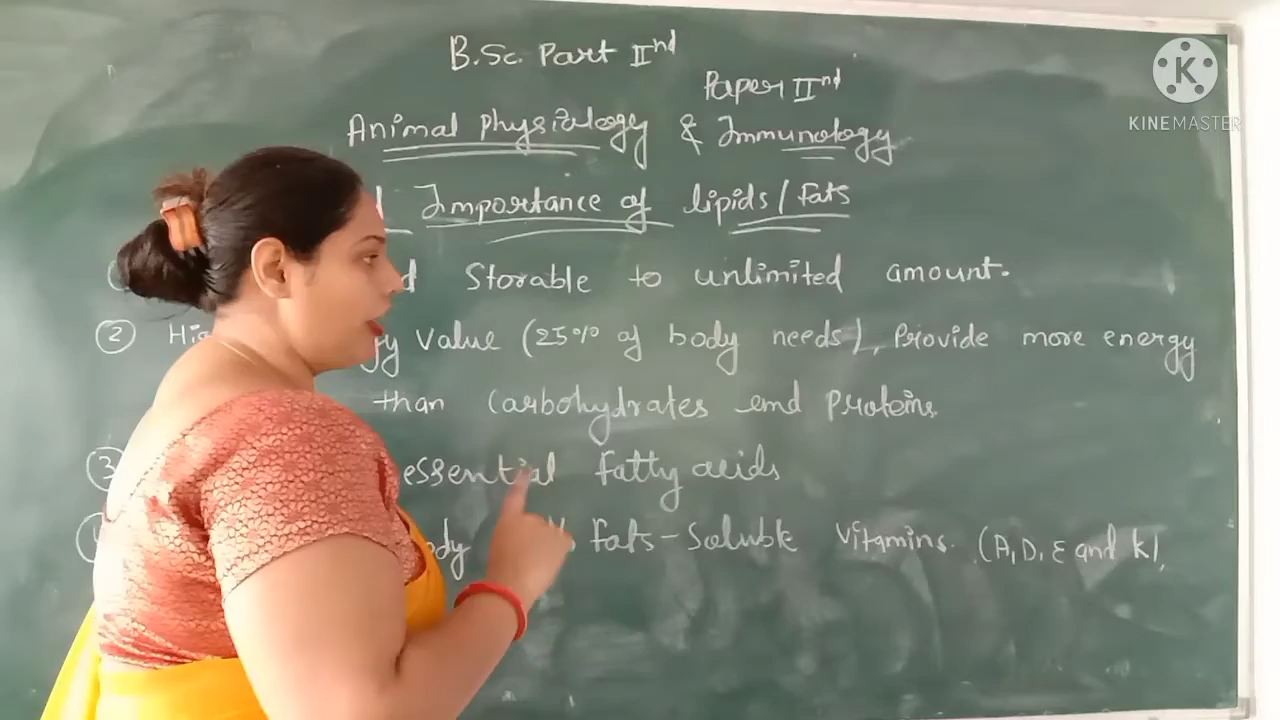 B.Sc. Part IInd
Paper IInd
Animal Physiology & Immunology
Importance of lipids / fats
Storable to unlimited amount.
② value (25% of body needs), Provide more energy
than Carbohydrates and Proteins
③ essential fatty acids
fats-Soluble Vitamins. (A, D, E and K),
K
KINEMASTER